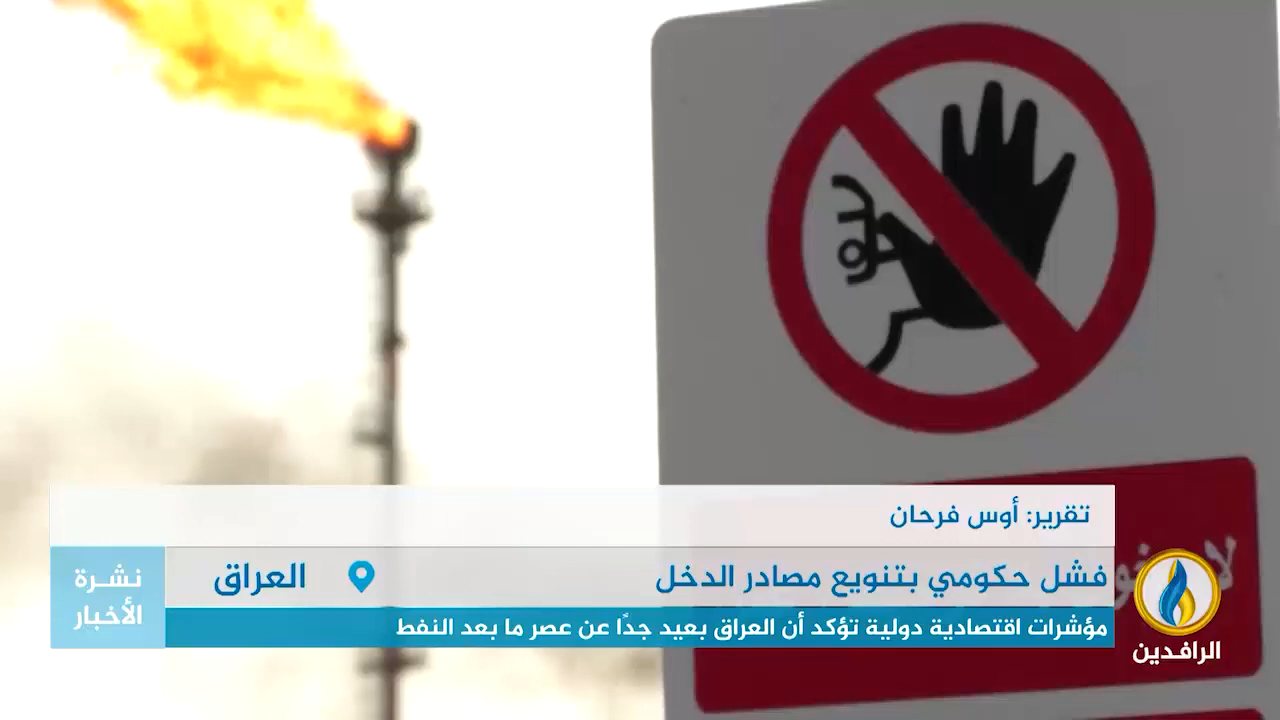 تقرير: أوس فرحان
فشل حكومي بتنويع مصادر الدخل
العراق
مؤشرات اقتصادية دولية تؤكد أن العراق بعيد جدًا عن عصر ما بعد النفط
نشرة
الأخبار
الرافدين